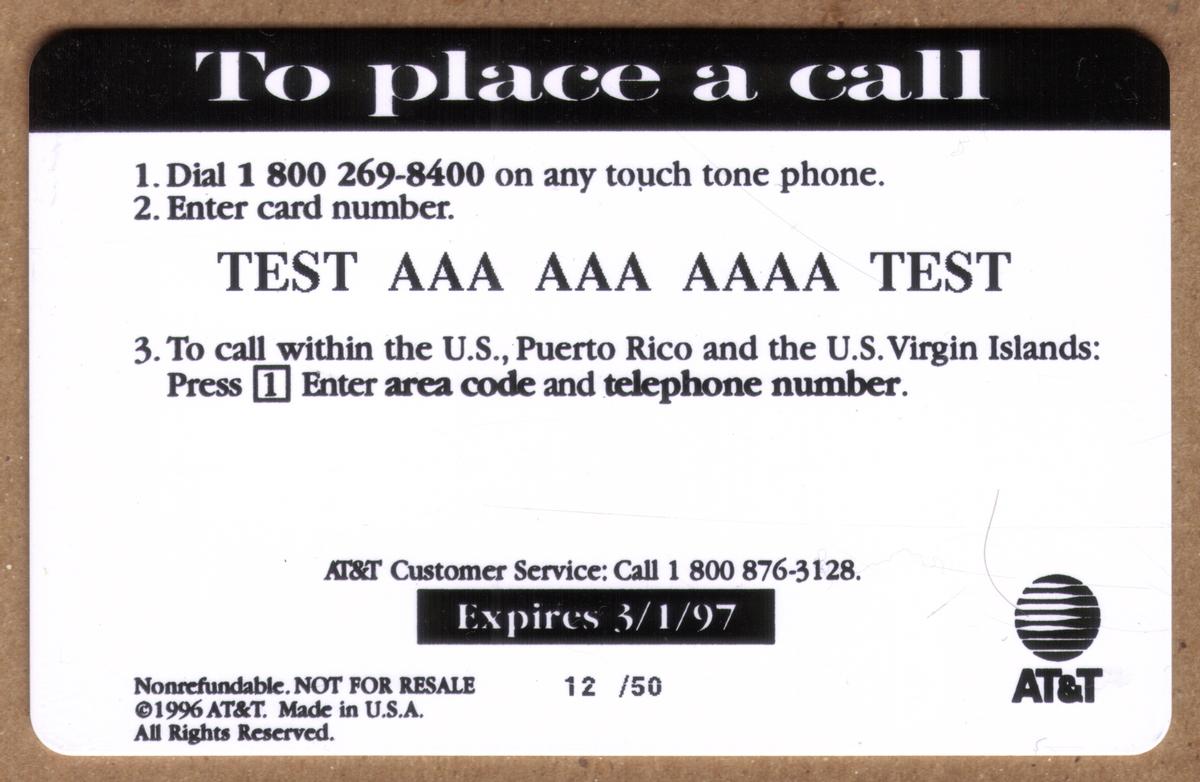 To place a call
1. Dial 1 800 269-8400 on any touch tone phone.
2. Enter card number.
TEST AAA AAA AAAA TEST
3. To call within the U.S., Puerto Rico and the U.S. Virgin Islands:
Press 1 Enter area code and telephone number.
AT&T Customer Service: Call 1 800 876-3128.
Expires 3/1/97
Nonrefundable. NOT FOR RESALE
12 /50
©1996 AT&T. Made in U.S.A.
All Rights Reserved.
AT&T